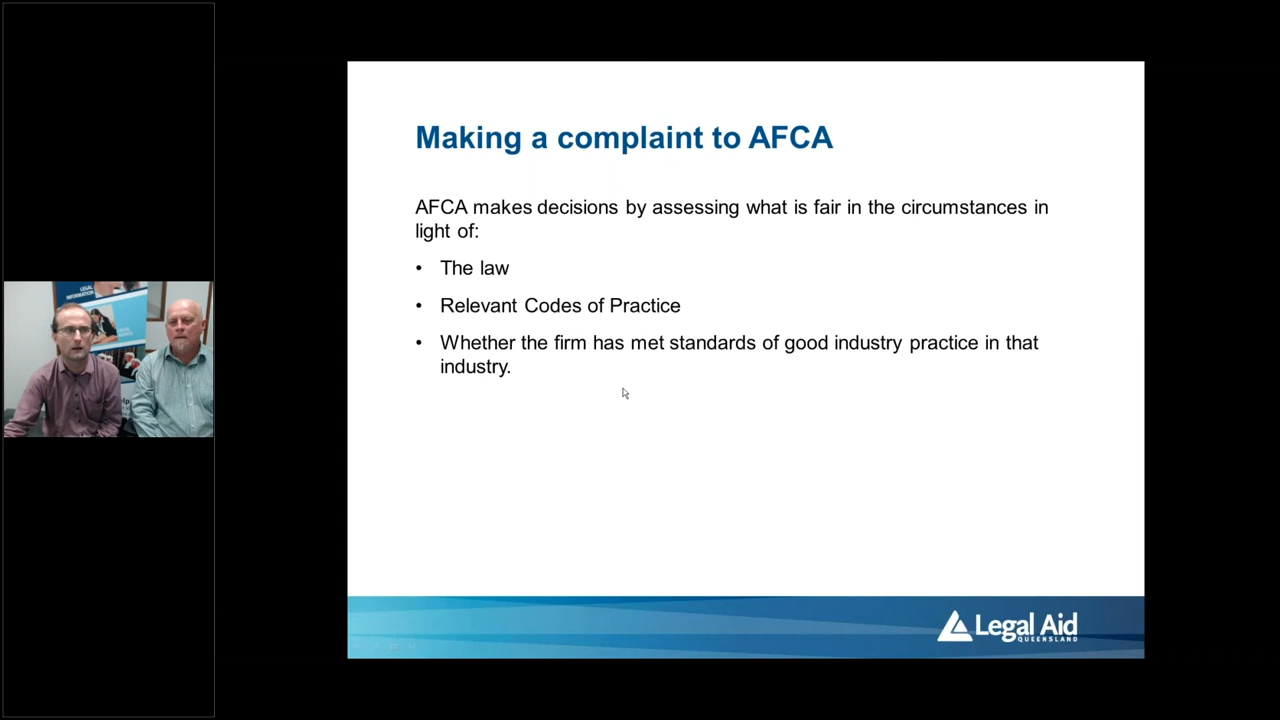 Making a complaint to AFCA
AFCA makes decisions by assessing what is fair in the circumstances in
light of:
• The law
• Relevant Codes of Practice
• Whether the firm has met standards of good industry practice in that
industry.
LEGAL
INFORMATION
Legal Aid
QUEENSLAND